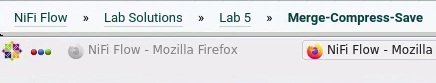 NiFi Flow » Lab Solutions » Lab 5 » Merge-Compress-Save
NiFi Flow - Mozilla Firefox NiFi Flow - Mozilla